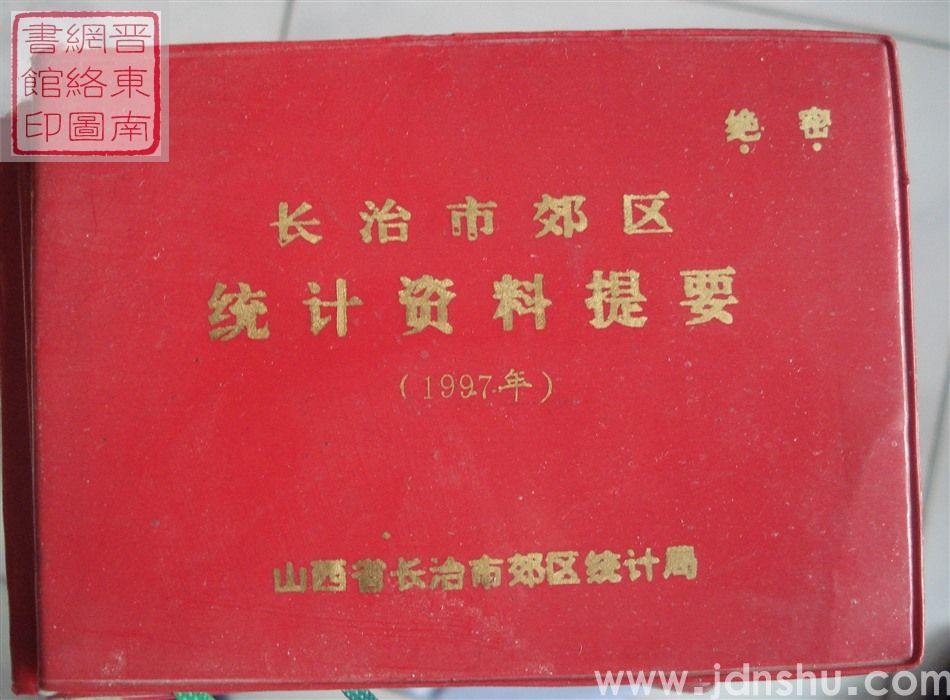 晋東南
網絡圖
書館印
绝密
长治市郊区
统计资料提要
（1997年）
山西省长治市郊区统计局
www.jdnshu.com